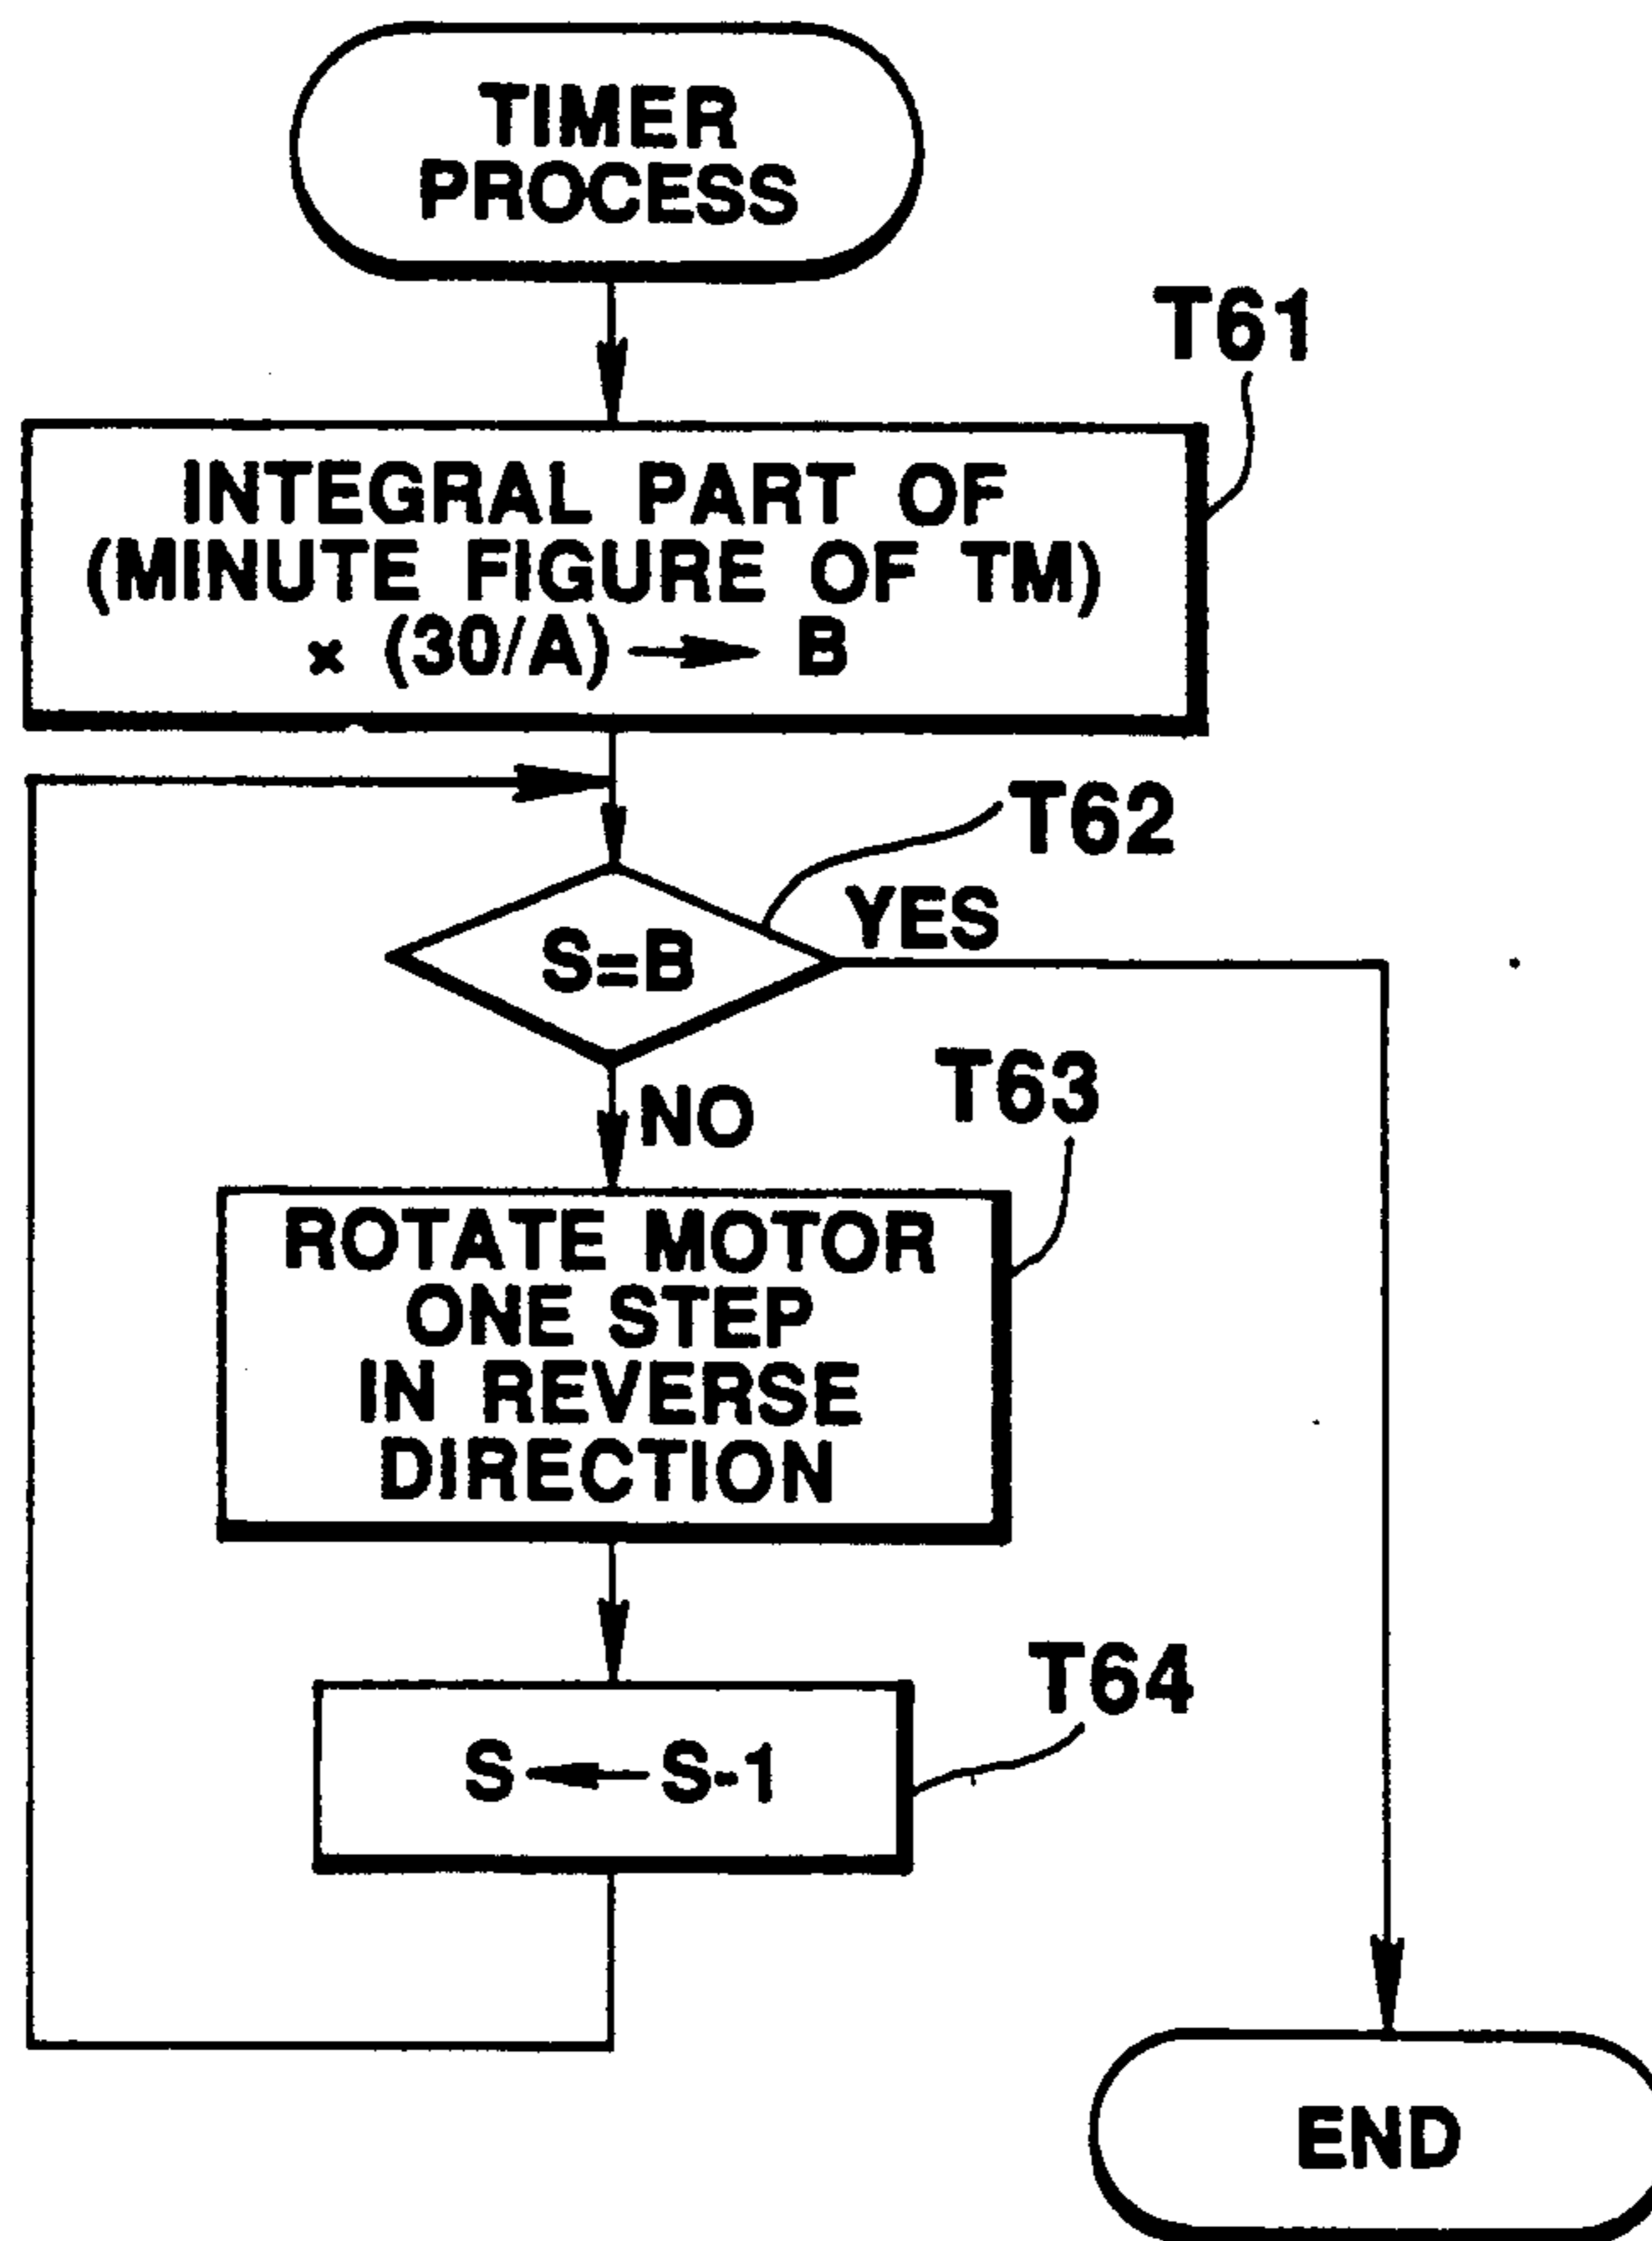 TIMER
PROCESS
T61
INTEGRAL PART OF
(MINUTE FIGURE OF TM)
× (30/A) → B
T62
S=B
YES
NO
T63
ROTATE MOTOR
ONE STEP
IN REVERSE
DIRECTION
T64
S ← S-1
END